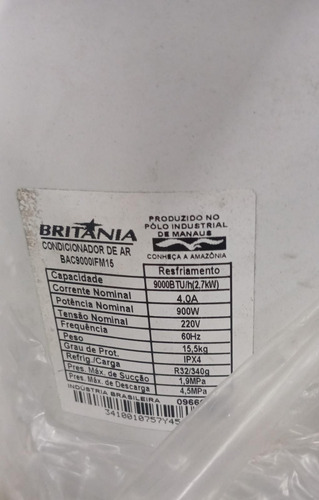 BRITÂNIA
CONDICIONADOR DE AR
BAC9000IFM15
PRODUZIDO NO
PÓLO INDUSTRIAL
DE MANAUS
CONHEÇA A AMAZÔNIA
Resfriamento
Capacidade 9000BTU/h(2.7kW)
Corrente Nominal 4,0A
Potência Nominal 900W
Tensão Nominal 220V
Frequência 60Hz
Peso 15,5kg
Grau de Prot. IPX4
Refrig./Carga R32/340g
Pres. Máx. de Sucção 1,9MPa
Pres. Máx. de Descarga 4,5MPa
INDÚSTRIA BRASILEIRA
3410010757Y45